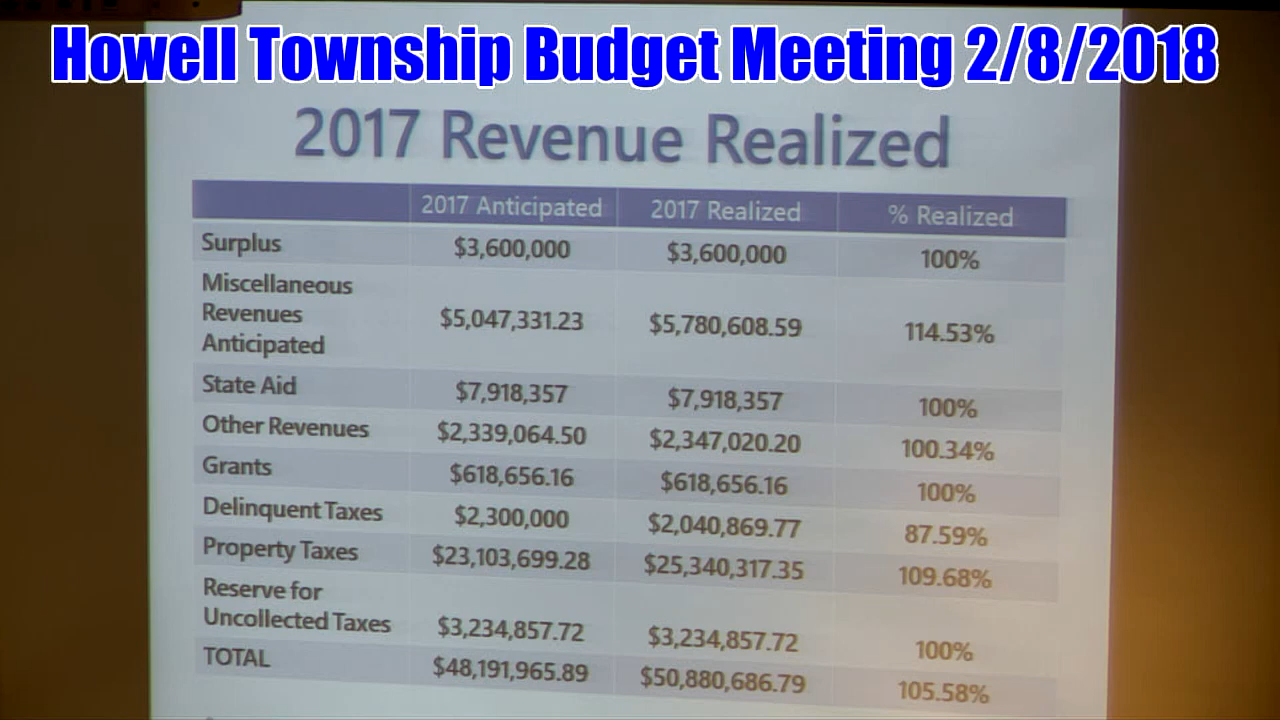 Howell Township Budget Meeting 2/8/2018
2017 Revenue Realized
2017 Anticipated 2017 Realized % Realized
Surplus $3,600,000 $3,600,000 100%
Miscellaneous
Revenues
Anticipated $5,047,331.23 $5,780,608.59 114.53%
State Aid $7,918,357 $7,918,357 100%
Other Revenues $2,339,064.50 $2,347,020.20 100.34%
Grants $618,656.16 $618,656.16 100%
Delinquent Taxes $2,300,000 $2,040,869.77 87.59%
Property Taxes $23,103,699.28 $25,340,317.35 109.68%
Reserve for
Uncollected Taxes $3,234,857.72 $3,234,857.72 100%
TOTAL $48,191,965.89 $50,880,686.79 105.58%